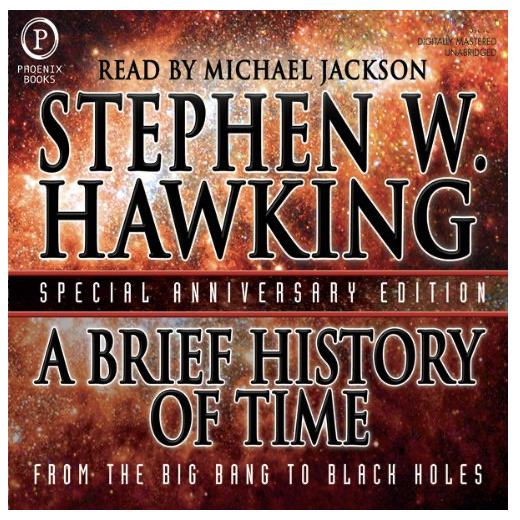 P
PHOENIX
BOOKS
DIGITALLY MASTERED
UNABRIDGED
READ BY MICHAEL JACKSON
STEPHEN W.
HAWKING
SPECIAL ANNIVERSARY EDITION
A BRIEF HISTORY
OF TIME
FROM THE BIG BANG TO BLACK HOLES